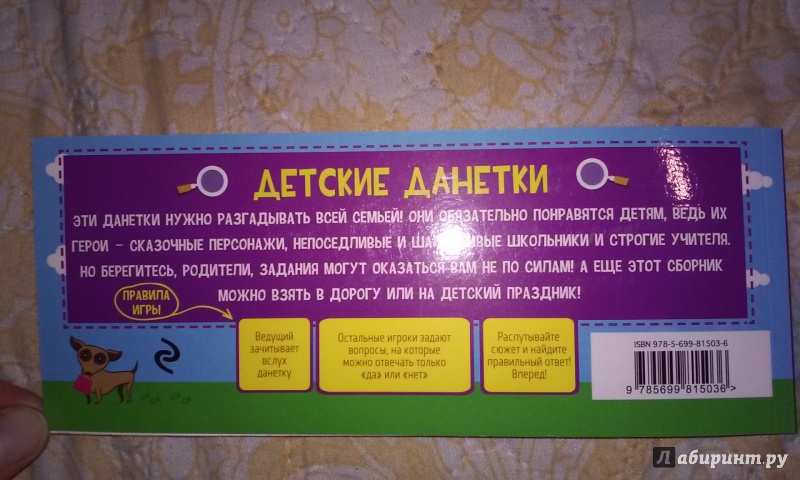 ДЕТСКИЕ ДАНЕТКИ
ЭТИ ДАНЕТКИ НУЖНО РАЗГАДЫВАТЬ ВСЕЙ СЕМЬЕЙ! ОНИ ОБЯЗАТЕЛЬНО ПОНРАВЯТСЯ ДЕТЯМ, ВЕДЬ ИХ
ГЕРОИ – СКАЗОЧНЫЕ ПЕРСОНАЖИ, НЕПОСЕДЛИВЫЕ И ШКОЛЬНИКИ И СТРОГИЕ УЧИТЕЛЯ.
НО БЕРЕГИТЕСЬ, РОДИТЕЛИ, ЗАДАНИЯ МОГУТ ОКАЗАТЬСЯ ВАМ НЕ ПО СИЛАМ! А ЕЩЕ ЭТОТ СБОРНИК
МОЖНО ВЗЯТЬ В ДОРОГУ ИЛИ НА ДЕТСКИЙ ПРАЗДНИК!
ПРАВИЛА
ИГРЫ
Ведущий
зачитывает
вслух
данетку
Остальные игроки задают
вопросы, на которые
можно отвечать только
«да» или «нет»
Распутывайте
сюжет и найдите
правильный ответ!
Вперед!
ISBN 978-5-699-81503-6
9 785699 815036>
Лабиринт.ру